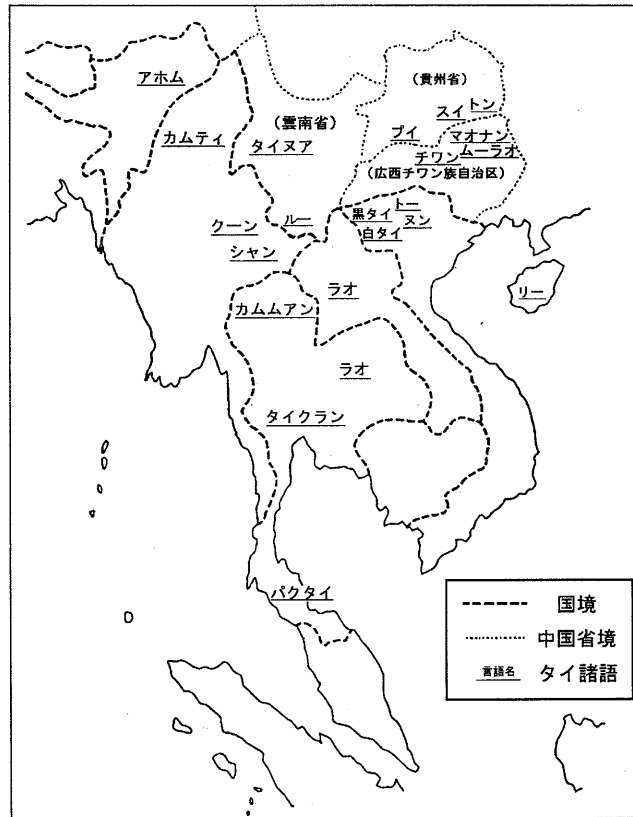 アホム
(貴州省)
トン
スイ
カムティ
(雲南省)
プイ
マオナン
タイヌア
チワン
ムーラオ
(広西チワン族自治区)
クーン
ルー
黒タイ
トー
ヌン
白タイ
シャン
ラオ
リー
カムムアン
ラオ
タイクラン
パクタイ
国境
中国省境
言語名 タイ諸語